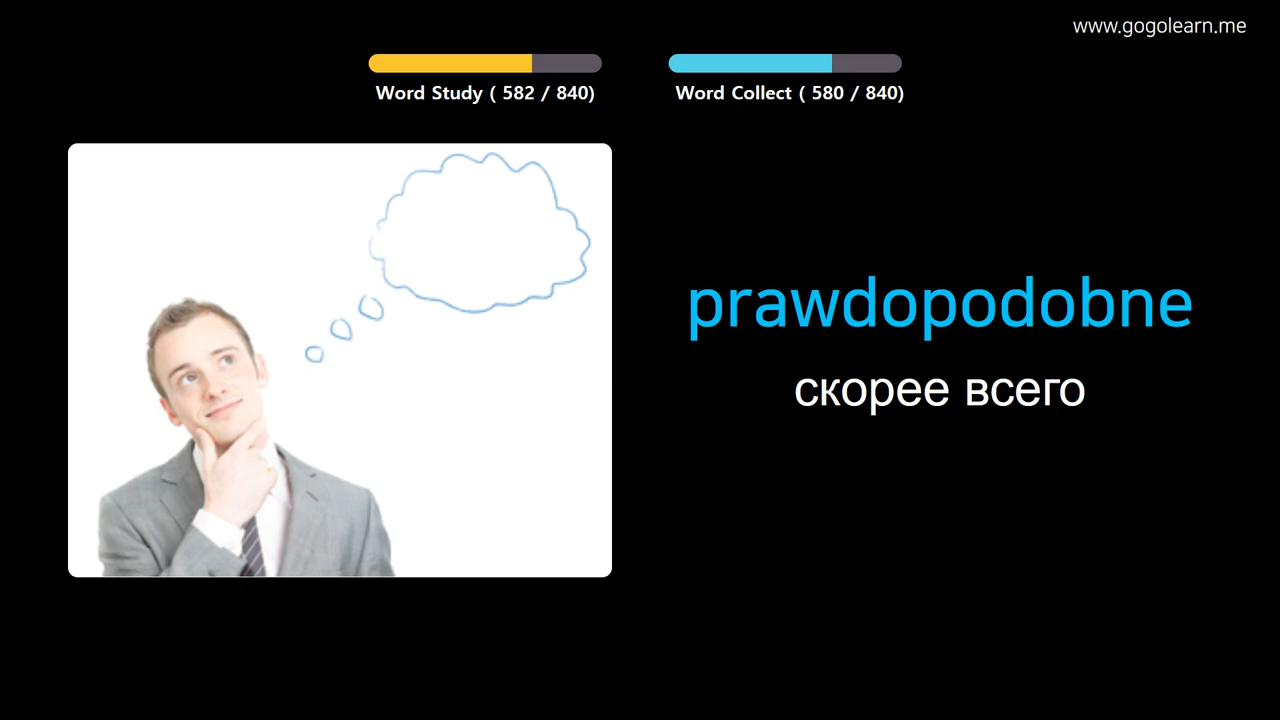 www.gogolearn.me
Word Study ( 582 / 840)
Word Collect ( 580 / 840)
prawdopodobne
скорее всего